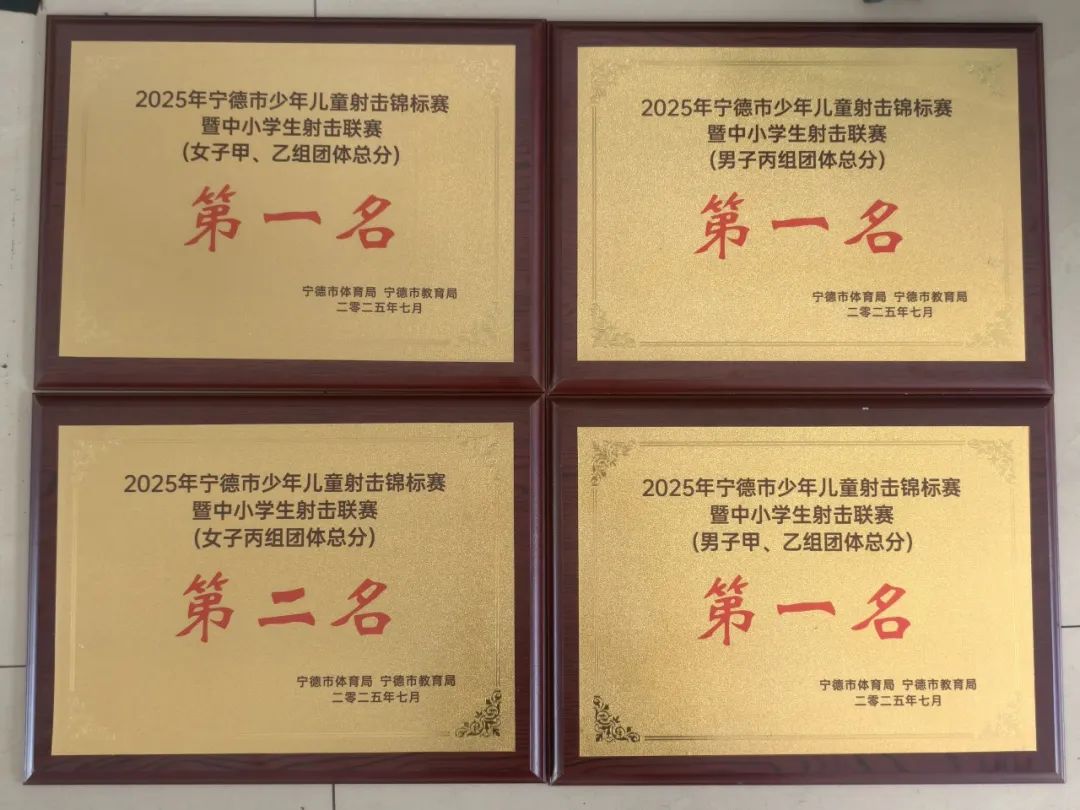 2025年宁德市少年儿童射击锦标赛
暨中小学生射击联赛
(女子甲、乙组团体总分)
第一名
宁德市体育局 宁德市教育局
二零二五年七月
2025年宁德市少年儿童射击锦标赛
暨中小学生射击联赛
(男子丙组团体总分)
第一名
宁德市体育局 宁德市教育局
二零二五年七月
2025年宁德市少年儿童射击锦标赛
暨中小学生射击联赛
(女子丙组团体总分)
第二名
宁德市体育局 宁德市教育局
二零二五年七月
2025年宁德市少年儿童射击锦标赛
暨中小学生射击联赛
(男子甲、乙组团体总分)
第一名
宁德市体育局 宁德市教育局
二零二五年七月